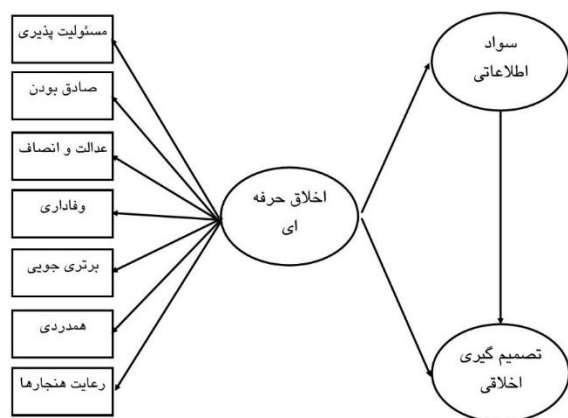 مسئولیت پذیری
صادق بودن
عدالت و انصاف
وفاداری
برتری جویی
همدردی
رعایت هنجارها
اخلاق حرفه
ای
سواد
اطلاعاتی
تصمیم گیری
اخلاقی